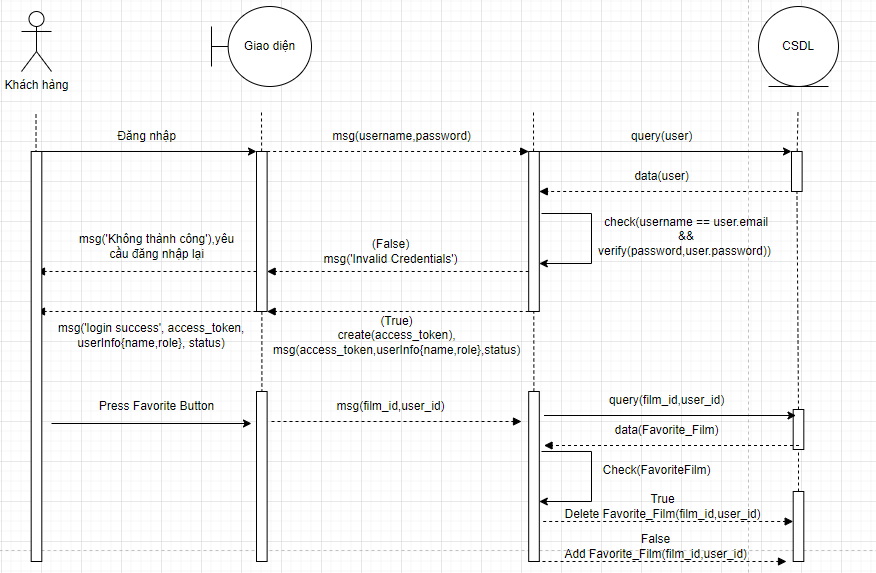 Giao diện
CSDL
Khách hàng
Đăng nhập
msg(username,password)
query(user)
data(user)
check(username == user.email
&&
verify(password,user.password))
msg('Không thành công'),yêu
cầu đăng nhập lại
(False)
msg('Invalid Credentials')
msg('login success', access_token,
userInfo{name,role}, status)
(True)
create(access_token),
msg(access_token,userInfo{name,role},status)
Press Favorite Button
msg(film_id,user_id)
query(film_id,user_id)
data(Favorite_Film)
Check(FavoriteFilm)
True
Delete Favorite_Film(film_id,user_id)
False
Add Favorite_Film(film_id,user_id)